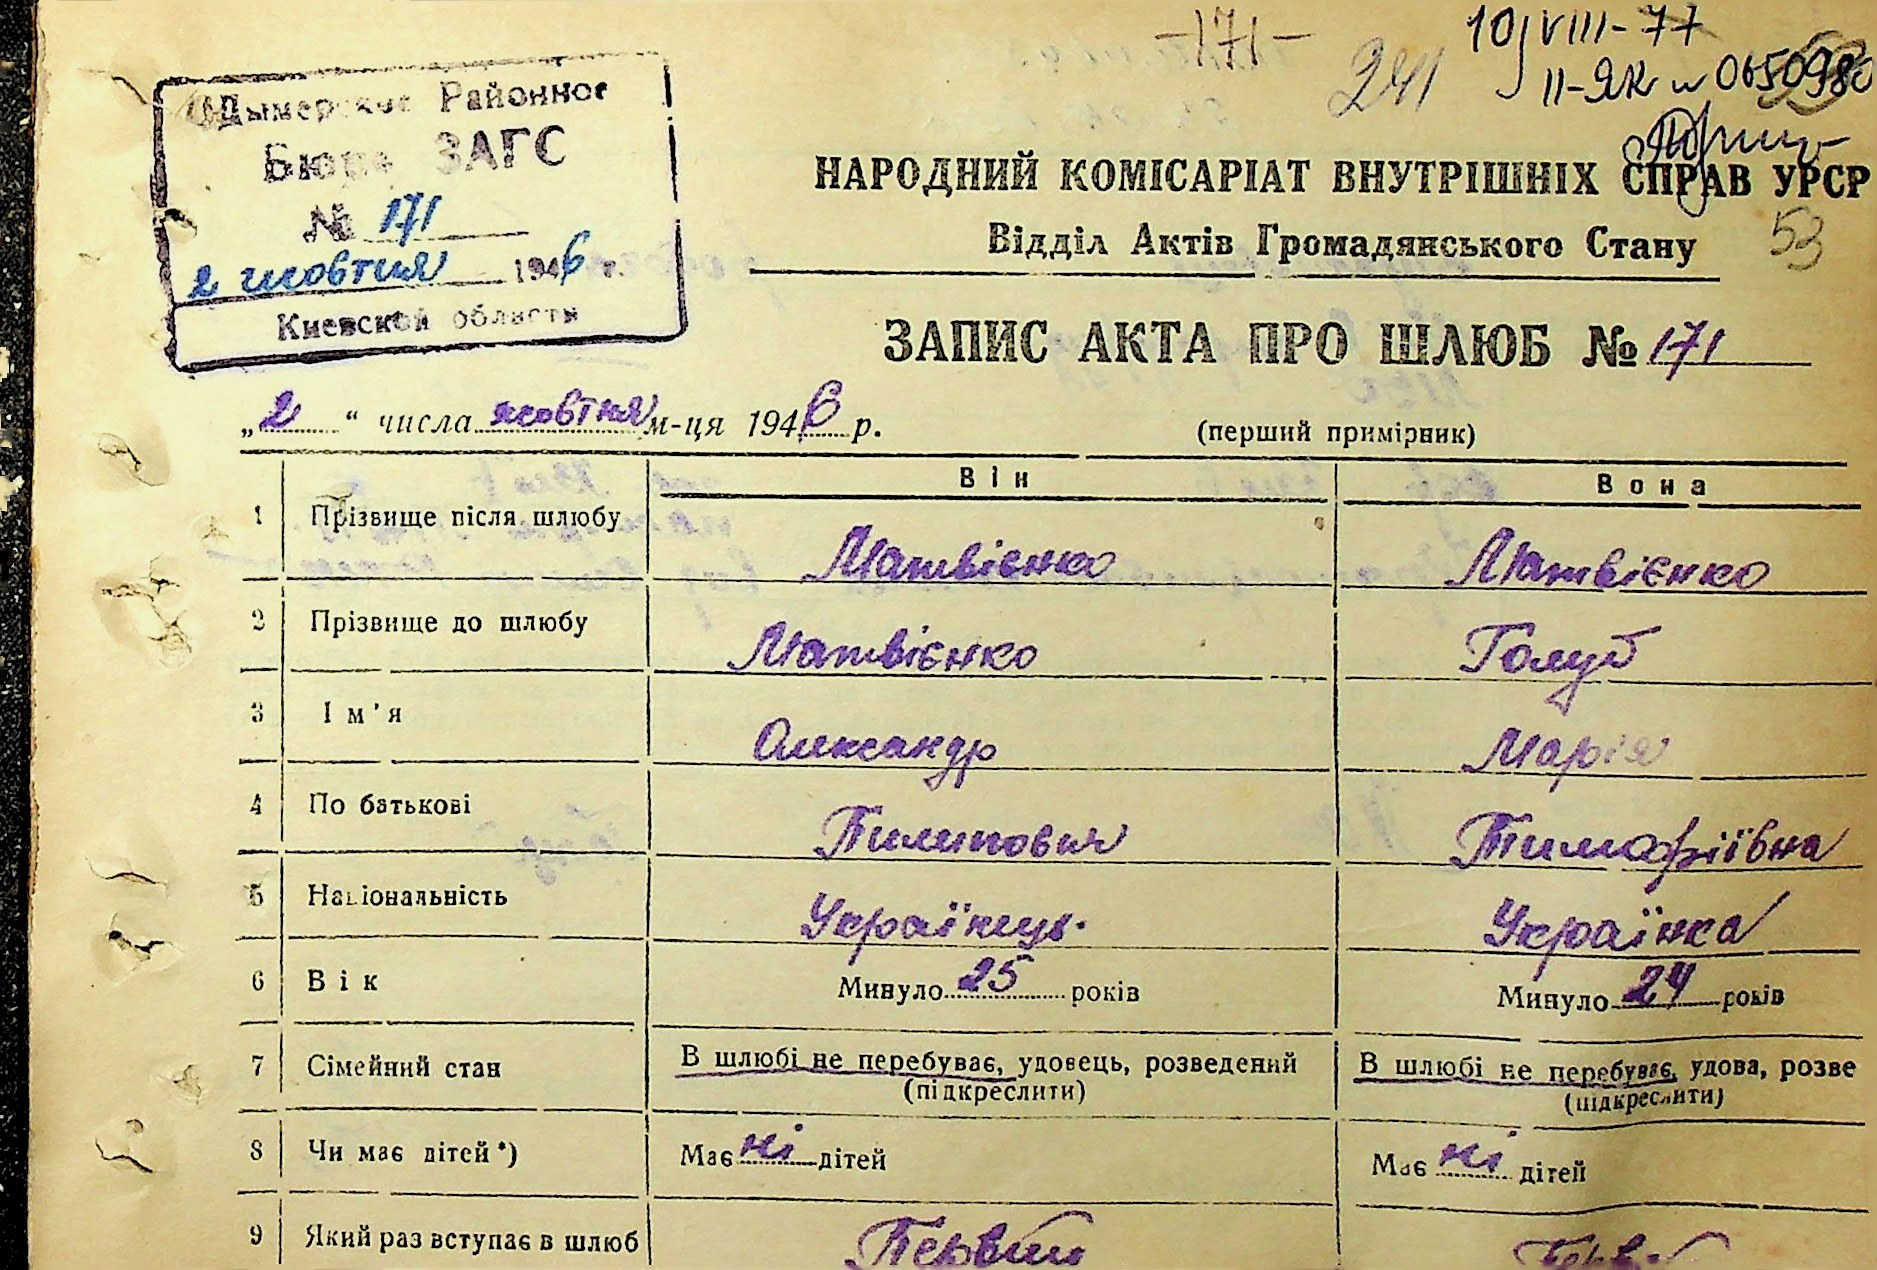 -171-
241
10/VIII-77
II-ЯК № 0650980
Дымерское Районное
Бюро ЗАГС
№ 171
2 жовтня 1946 г.
Киевской области
НАРОДНИЙ КОМІСАРІАТ ВНУТРІШНІХ СПРАВ УРСР
Відділ Актів Громадянського Стану
53
ЗАПИС АКТА ПРО ШЛЮБ № 171
„2“ числа жовтня м-ця 1946 р.
(перший примірник)
Він Вона
1 Прізвище після шлюбу Матвієнко Матвієнко
2 Прізвище до шлюбу Матвієнко Голуб
3 Ім'я Олександр Марія
4 По батькові Пилипович Тимофіївна
5 Національність Українець. Українка
6 Вік Минуло 25 років Минуло 24 років
7 Сімейний стан В шлюбі не перебуває, удовець, розведений В шлюбі не перебуває, удова, розве
(підкреслити) (підкреслити)
8 Чи має дітей*) Має ні дітей Має ні дітей
9 Який раз вступає в шлюб Первий